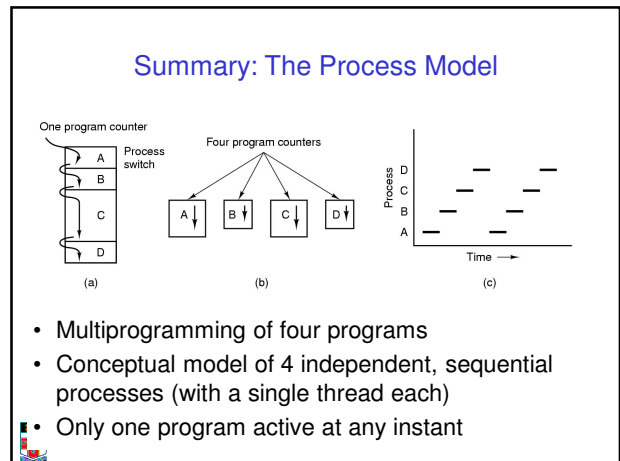 Summary: The Process Model
One program counter
Process
switch
A
B
C
D
(a)
Four program counters
A
B
C
D
(b)
Process
D
C
B
A
Time
(c)
• Multiprogramming of four programs
• Conceptual model of 4 independent, sequential
processes (with a single thread each)
• Only one program active at any instant